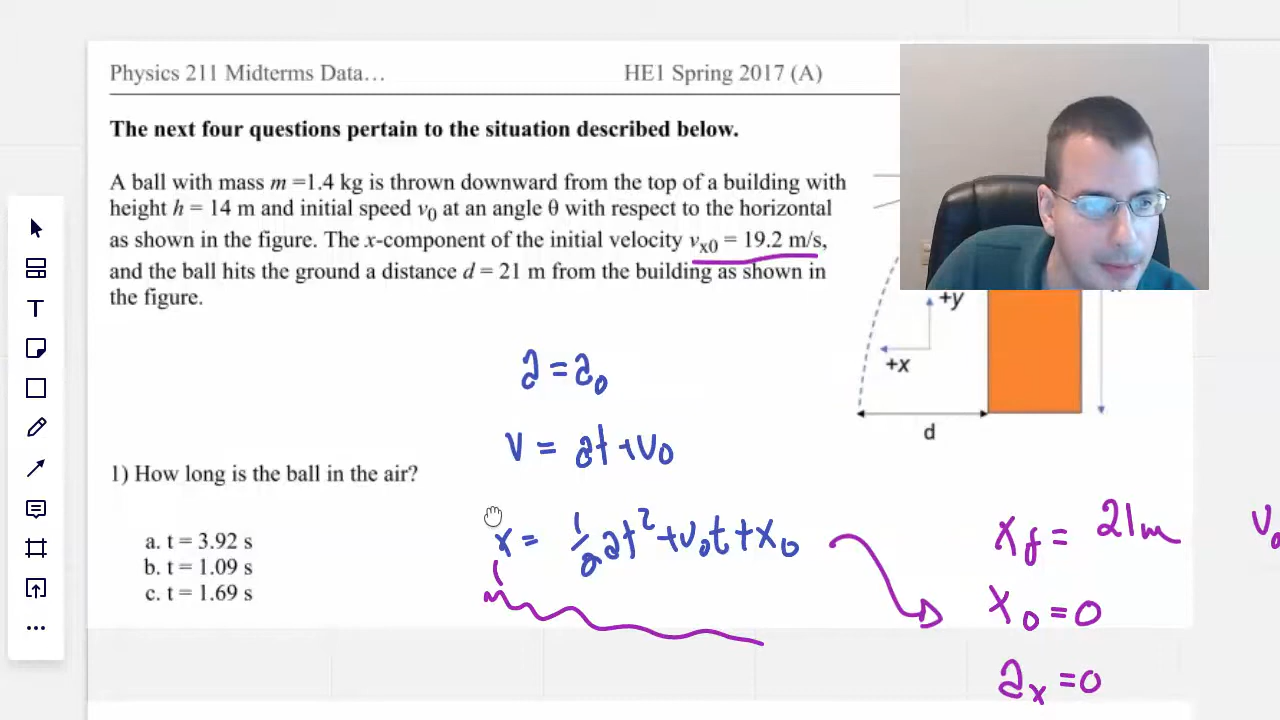 Physics 211 Midterms Data… HE1 Spring 2017 (A)
The next four questions pertain to the situation described below.
A ball with mass m =1.4 kg is thrown downward from the top of a building with
height h = 14 m and initial speed v₀ at an angle θ with respect to the horizontal
as shown in the figure. The x-component of the initial velocity vₓ₀ = 19.2 m/s,
and the ball hits the ground a distance d = 21 m from the building as shown in
the figure.
+y
+x
d
a = a₀
v = at + v₀
1) How long is the ball in the air?
x = 1/2 at² + v₀t + x₀
a. t = 3.92 s
b. t = 1.09 s
c. t = 1.69 s
x_f = 21m
x₀ = 0
aₓ = 0
T